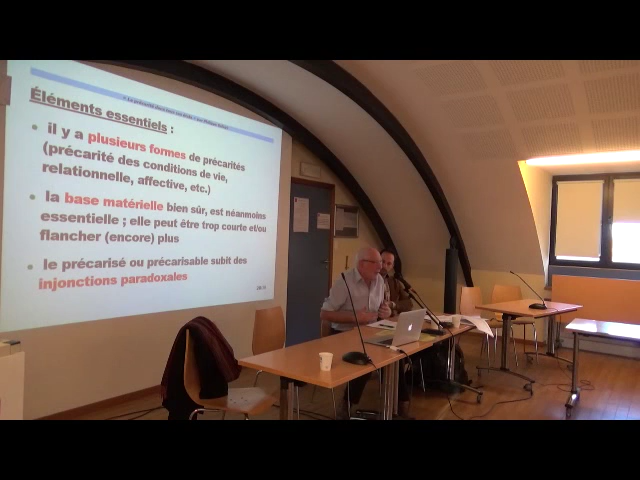 Éléments essentiels :
• il y a plusieurs formes de précarités
(précarité des conditions de vie,
relationnelle, affective, etc.)
• la base matérielle bien sûr, est néanmoins
essentielle ; elle peut être trop courte et/ou
flancher (encore) plus
• le précarisé ou précarisable subit des
injonctions paradoxales